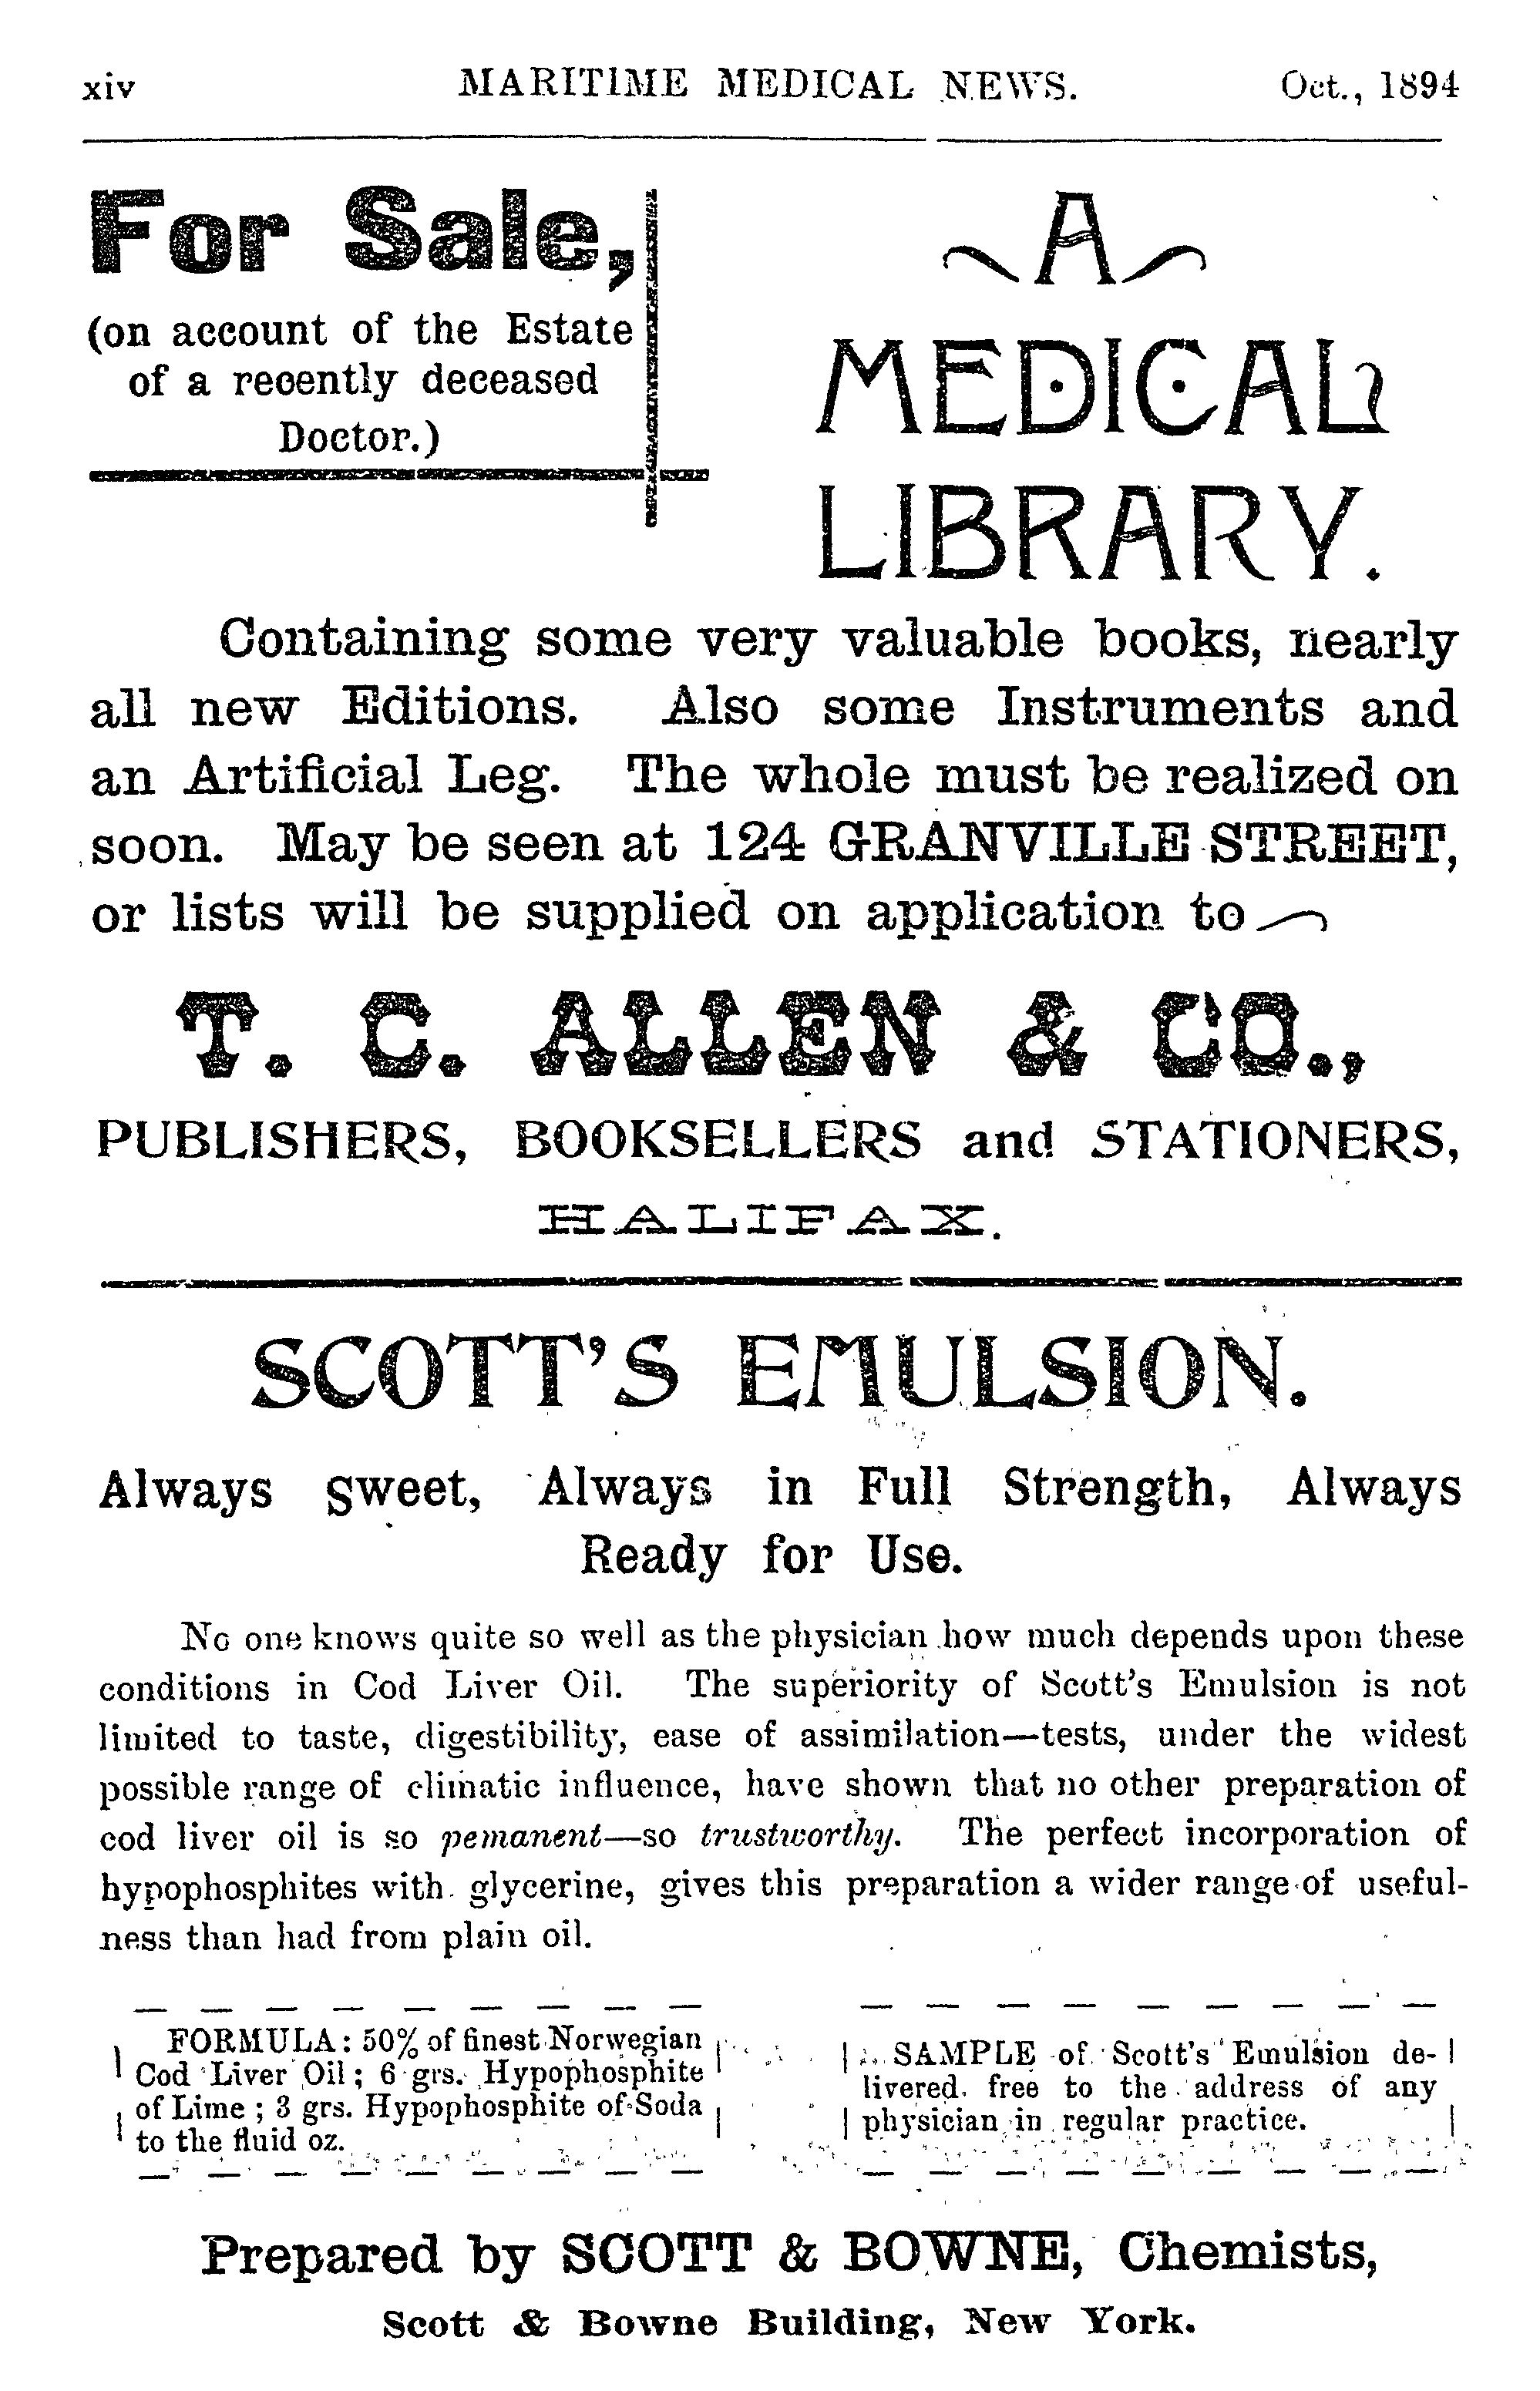 xiv MARITIME MEDICAL NEWS. Oct., 1894
For Sale,
(on account of the Estate
of a recently deceased
Doctor.)
A
MEDICAL
LIBRARY.
Containing some very valuable books, nearly
all new Editions. Also some Instruments and
an Artificial Leg. The whole must be realized on
soon. May be seen at 124 GRANVILLE STREET,
or lists will be supplied on application to
T. C. ALLEN & CO.,
PUBLISHERS, BOOKSELLERS and STATIONERS,
HALIFAX.
SCOTT'S EMULSION.
Always Sweet, Always in Full Strength, Always
Ready for Use.
No one knows quite so well as the physician how much depends upon these
conditions in Cod Liver Oil. The superiority of Scott's Emulsion is not
limited to taste, digestibility, ease of assimilation—tests, under the widest
possible range of climatic influence, have shown that no other preparation of
cod liver oil is so pemanent—so trustworthy. The perfect incorporation of
hypophosphites with glycerine, gives this preparation a wider range of useful-
ness than had from plain oil.
FORMULA: 50% of finest Norwegian
Cod Liver Oil; 6 grs. Hypophosphite
of Lime; 3 grs. Hypophosphite of Soda
to the fluid oz.
SAMPLE of Scott's Emulsion de-
livered free to the address of any
physician in regular practice.
Prepared by SCOTT & BOWNE, Chemists,
Scott & Bowne Building, New York.